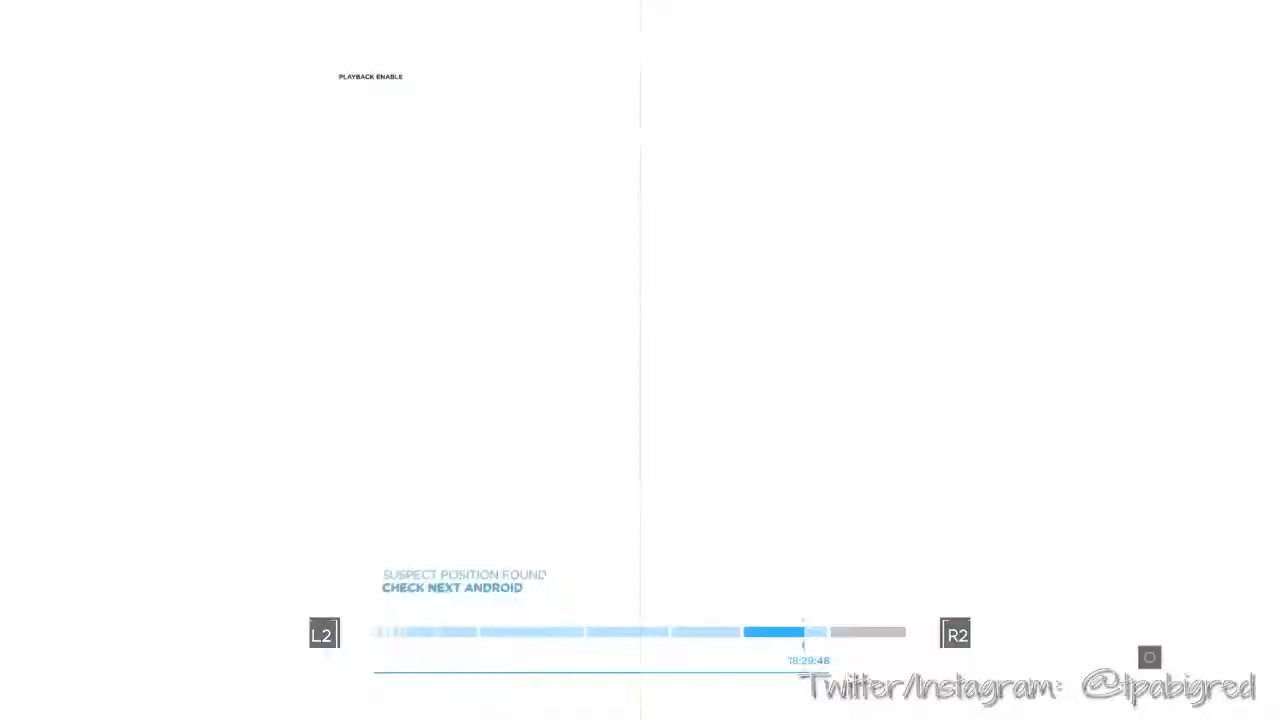 PLAYBACK ENABLE
SUSPECT POSITION FOUND
CHECK NEXT ANDROID
L2
R2
18:29:48
Twitter/Instagram: @lpabigred